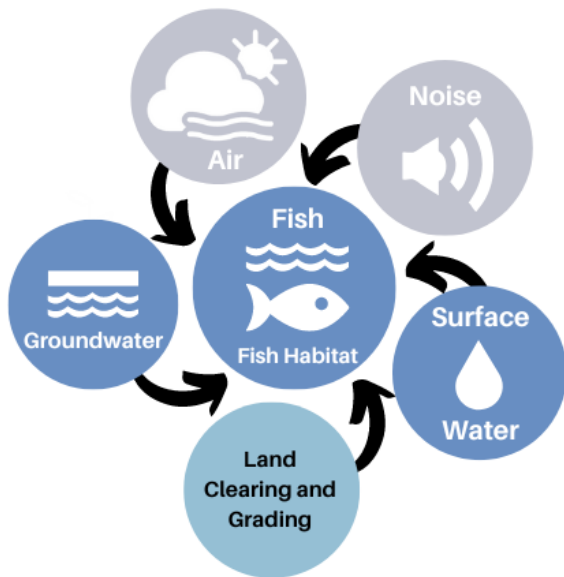 Air
Noise
Fish
Fish Habitat
Groundwater
Surface
Water
Land
Clearing and
Grading